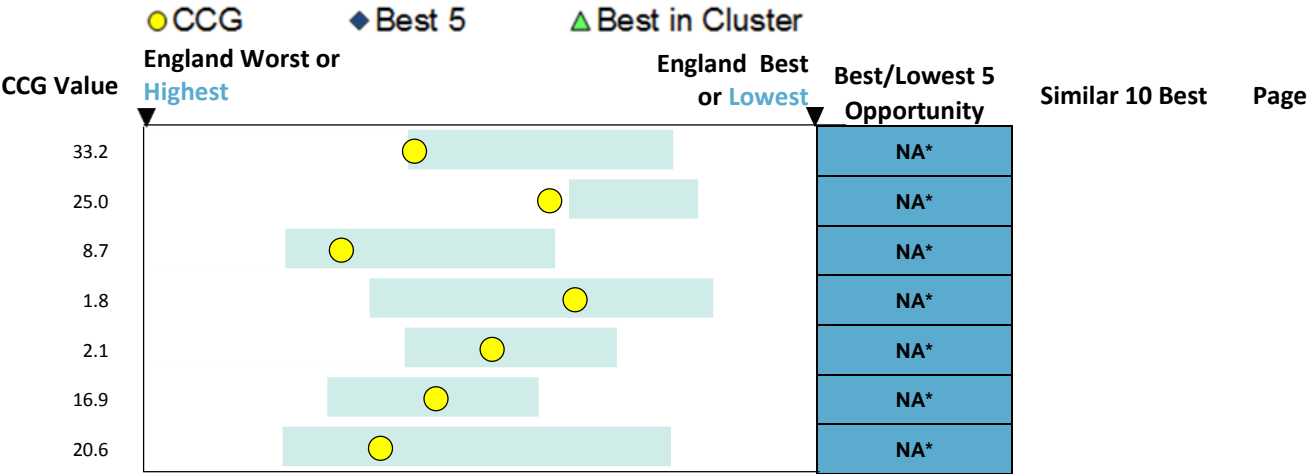 CCG Best 5 Best in Cluster
CCG Value
England Worst or
Highest
England Best
or Lowest
Best/Lowest 5
Opportunity
Similar 10 Best
Page
33.2 NA*
25.0 NA*
8.7 NA*
1.8 NA*
2.1 NA*
16.9 NA*
20.6 NA*